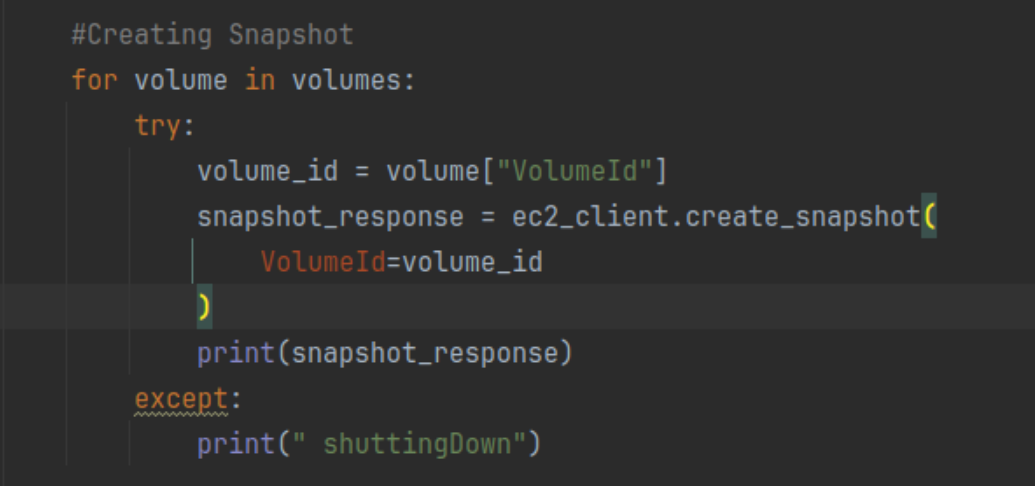 #Creating Snapshot
for volume in volumes:
try:
volume_id = volume["VolumeId"]
snapshot_response = ec2_client.create_snapshot(
VolumeId=volume_id
)
print(snapshot_response)
except:
print(" shuttingDown")